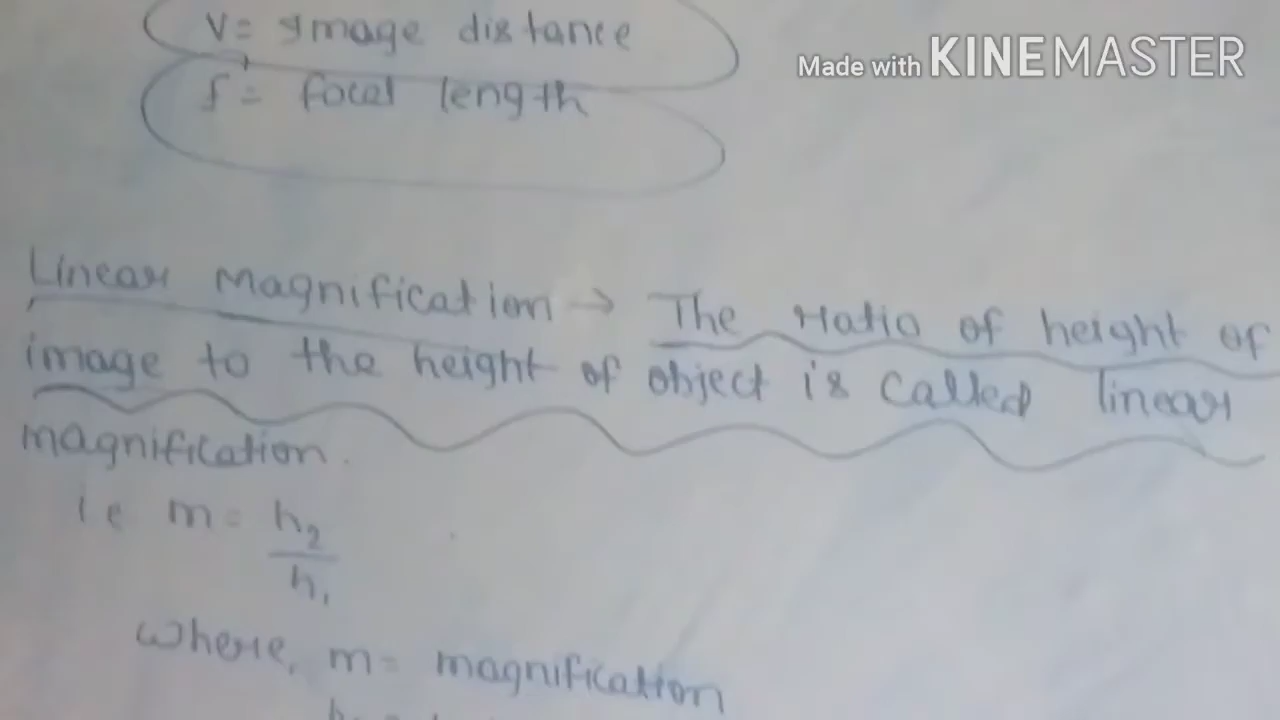 v = Image distance
Made with KINEMASTER
f = focal length
Linear Magnification → The ratio of height of
image to the height of object is called linear
magnification.
i.e m = h₂
h₁
where, m = magnification